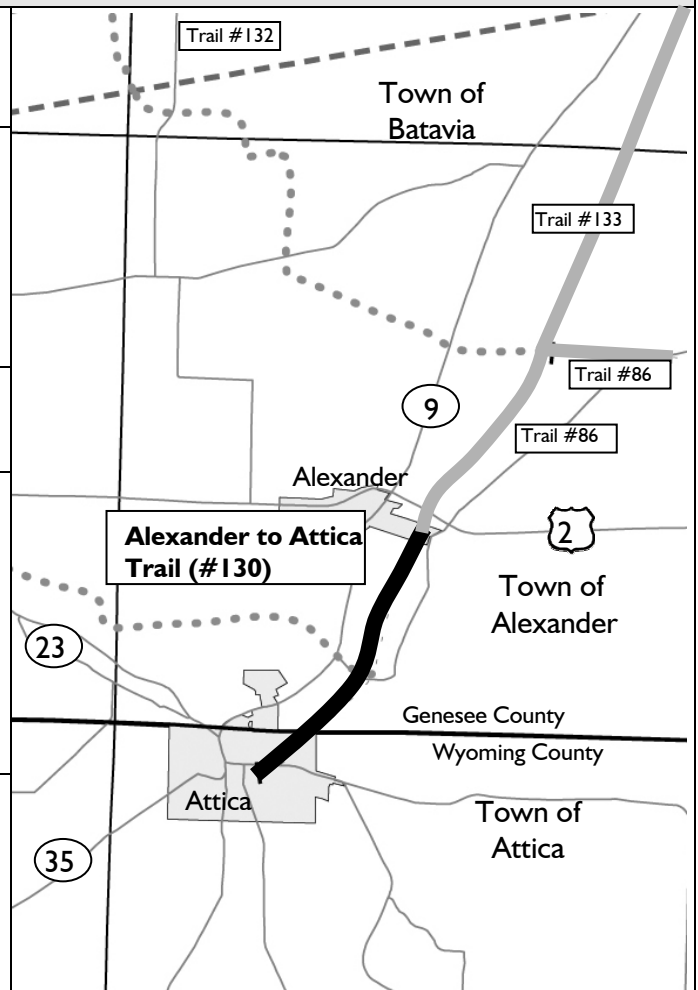 Trail #132
Town of
Batavia
Trail #133
Trail #86
9
Trail #86
Alexander
Alexander to Attica
Trail (#130)
2
Town of
Alexander
23
Genesee County
Wyoming County
Attica
Town of
Attica
35